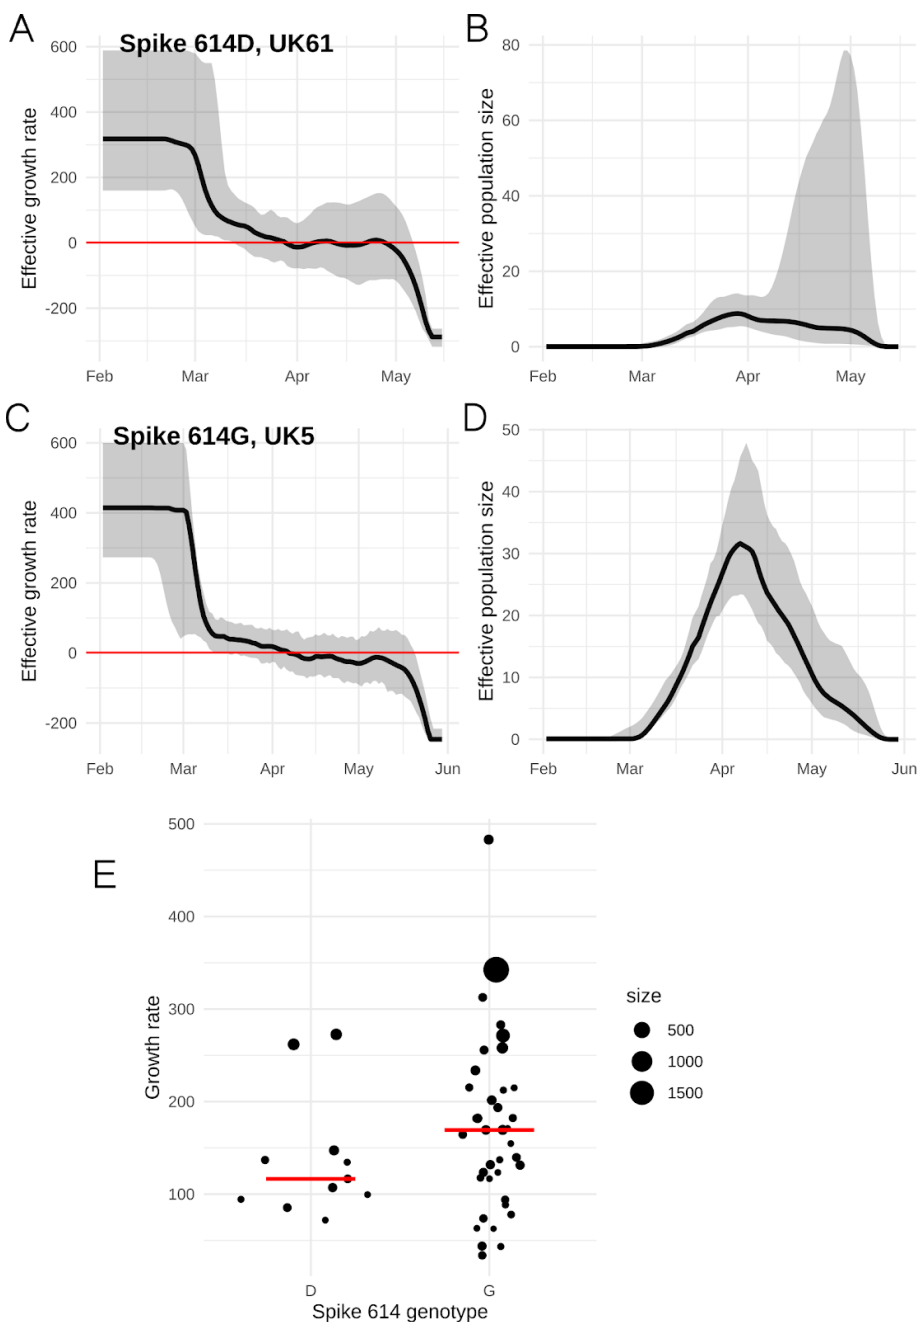 A
Spike 614D, UK61
Effective growth rate
600
400
200
0
-200
Feb Mar Apr May
B
Effective population size
80
60
40
20
0
Feb Mar Apr May
C
Spike 614G, UK5
Effective growth rate
600
400
200
0
-200
Feb Mar Apr May Jun
D
Effective population size
50
40
30
20
10
0
Feb Mar Apr May Jun
E
Growth rate
500
400
300
200
100
D G
Spike 614 genotype
size
500
1000
1500